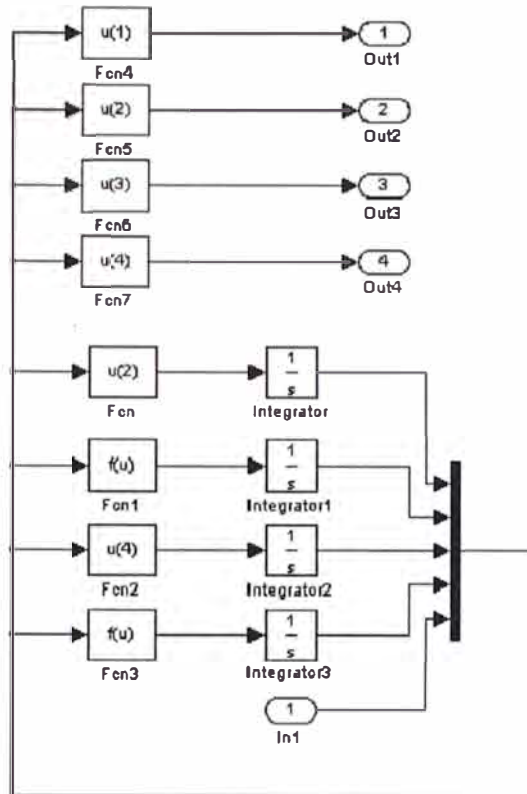 u(1)
Fcn4
1
Out1
u(2)
Fcn5
2
Out2
u(3)
Fcn6
3
Out3
u(4)
Fcn7
4
Out4
u(2)
Fcn
1
s
Integrator
f(u)
Fcn1
1
s
Integrator1
u(4)
Fcn2
1
s
Integrator2
f(u)
Fcn3
1
s
Integrator3
1
In1